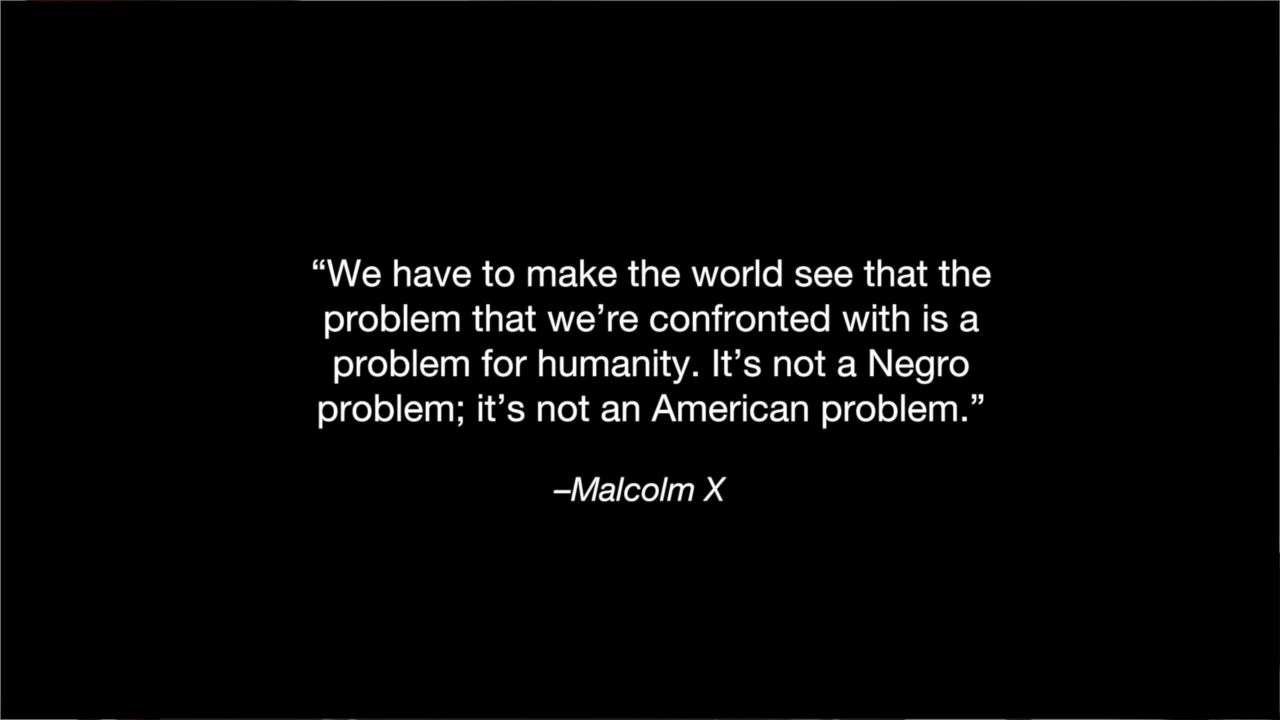 “We have to make the world see that the
problem that we’re confronted with is a
problem for humanity. It’s not a Negro
problem; it’s not an American problem.”
–Malcolm X